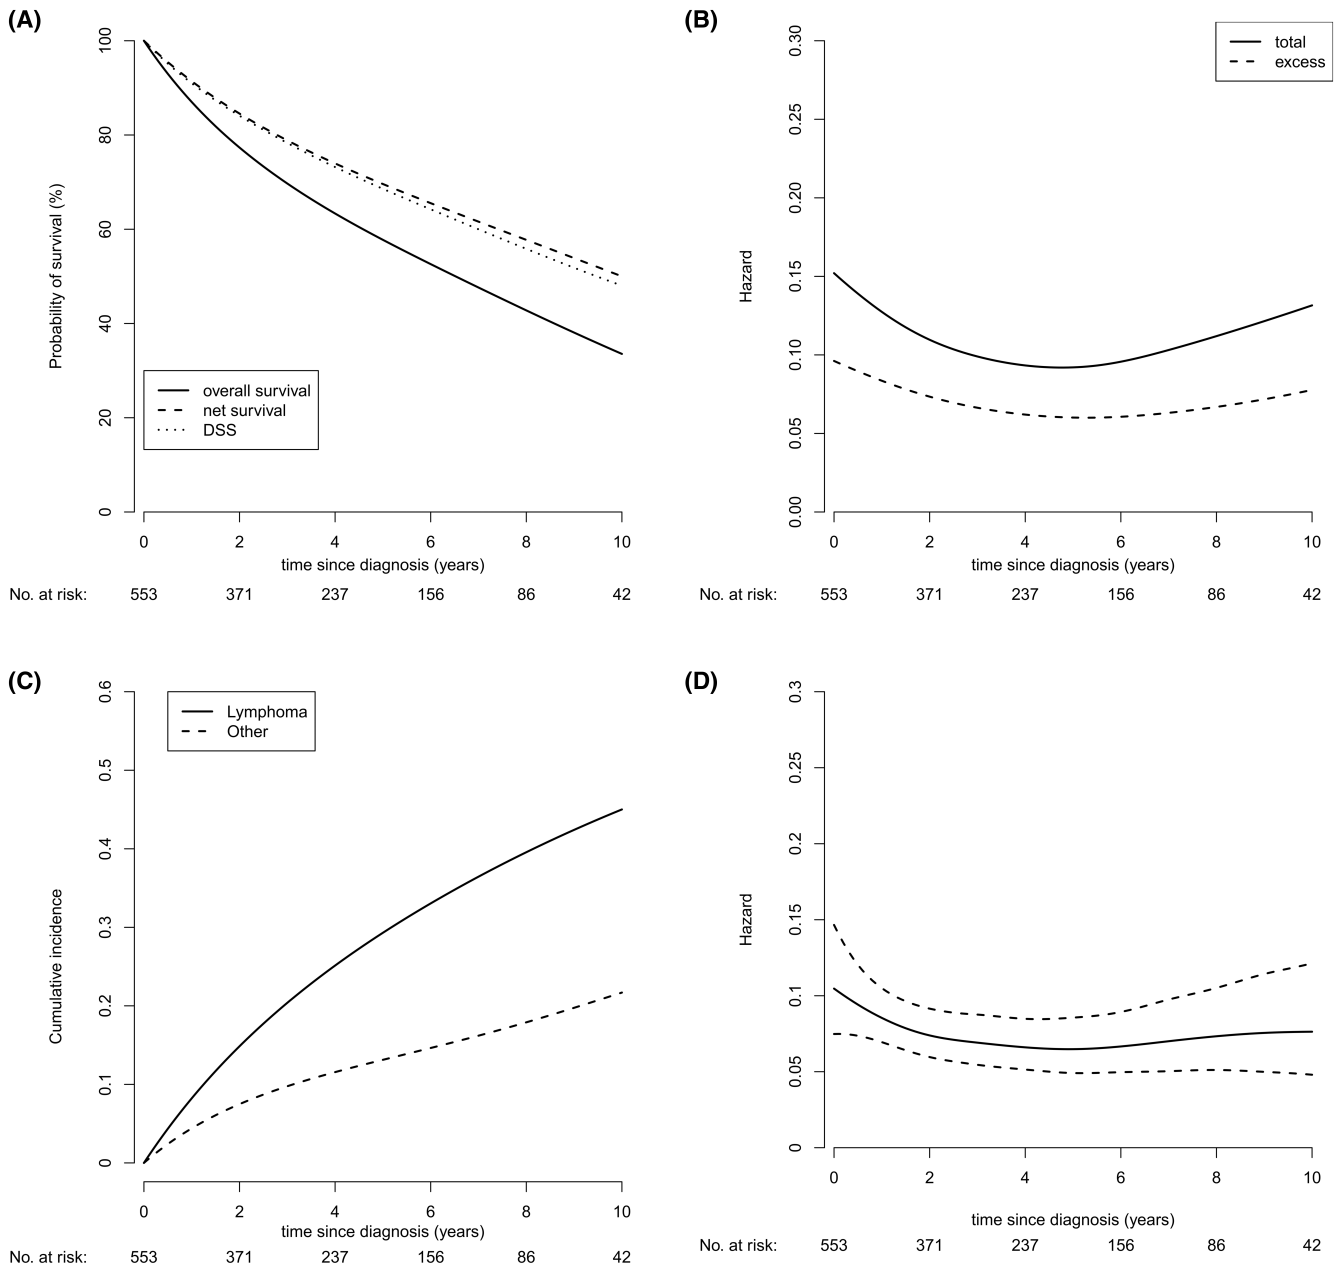 (A)
100
80
60
40
20
0
Probability of survival (%)
overall survival
net survival
DSS
0 2 4 6 8 10
time since diagnosis (years)
No. at risk: 553 371 237 156 86 42
(B)
0.30
0.25
0.20
0.15
0.10
0.05
0.00
Hazard
total
excess
0 2 4 6 8 10
time since diagnosis (years)
No. at risk: 553 371 237 156 86 42
(C)
0.6
0.5
0.4
0.3
0.2
0.1
0
Cumulative incidence
Lymphoma
Other
0 2 4 6 8 10
time since diagnosis (years)
No. at risk: 553 371 237 156 86 42
(D)
0.3
0.25
0.2
0.15
0.1
0.05
0
Hazard
0 2 4 6 8 10
time since diagnosis (years)
No. at risk: 553 371 237 156 86 42